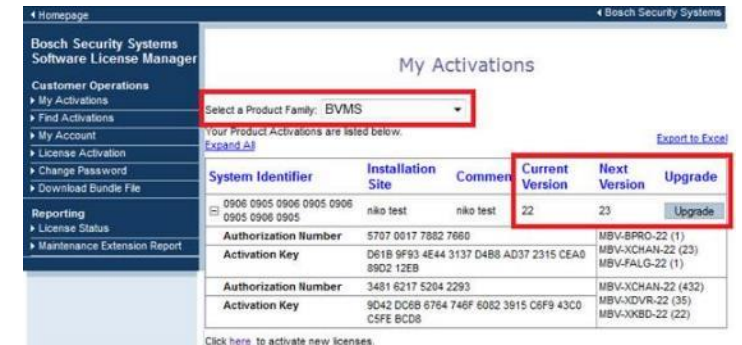 Homepage
Bosch Security Systems
Bosch Security Systems
Software License Manager
Customer Operations
My Activations
Find Activations
My Account
License Activation
Change Password
Download Bundle File
Reporting
License Status
Maintenance Extension Report
My Activations
Select a Product Family: BVMS
Your Product Activations are listed below.
Expand All
Export to Excel
System Identifier Installation Site Commen Current Version Next Version Upgrade
0906 0905 0906 0905 0906 0905 0906 0905 niko test niko test 22 23 Upgrade
Authorization Number 5707 0017 7882 7660
Activation Key D61B 9F93 4E44 3137 D4B8 AD37 2315 CEA0
89D2 12EB
MBV-BPRO-22 (1)
MBV-XCHAN-22 (23)
MBV-FALG-22 (1)
Authorization Number 3481 6217 5204 2293
Activation Key 9D42 DC6B 6764 746F 6082 3915 C6F9 43C0
C5FE BCD8
MBV-XCHAN-22 (432)
MBV-XDVR-22 (35)
MBV-XKBD-22 (22)
Click here to activate new licenses.